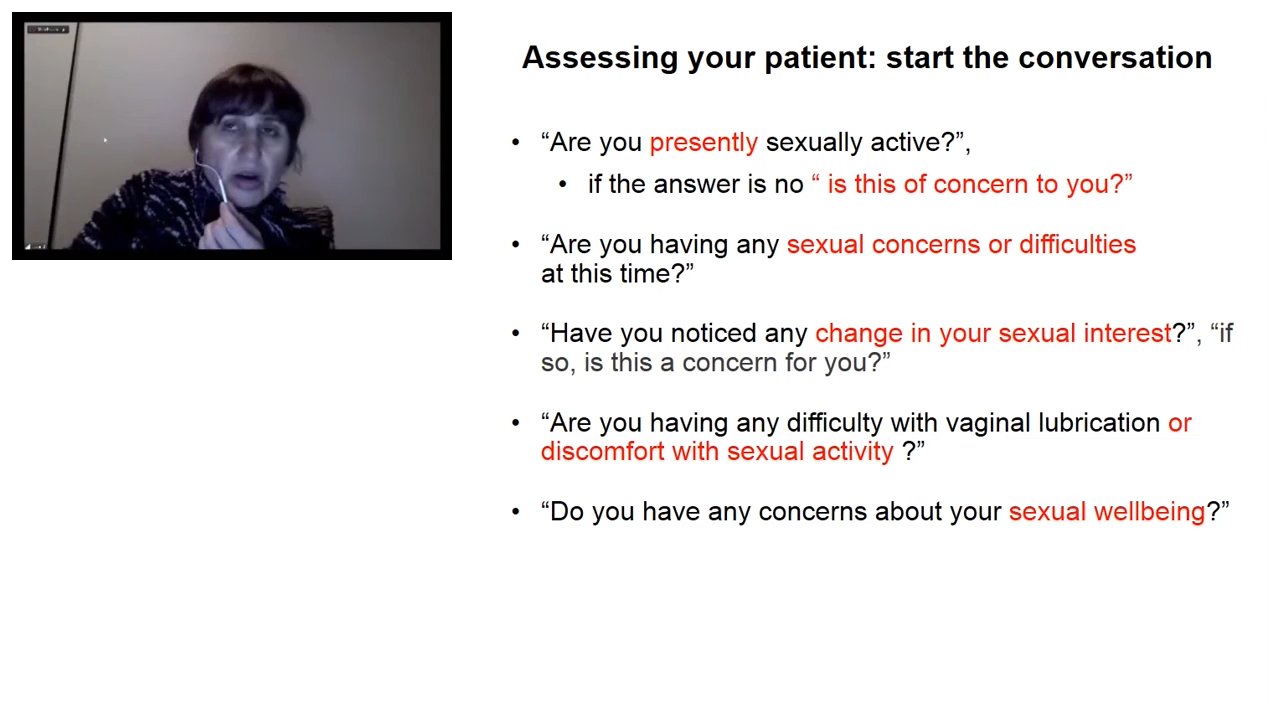 Assessing your patient: start the conversation
• “Are you presently sexually active?”,
• if the answer is no “ is this of concern to you?”
• “Are you having any sexual concerns or difficulties
at this time?”
• “Have you noticed any change in your sexual interest?”, “if
so, is this a concern for you?”
• “Are you having any difficulty with vaginal lubrication or
discomfort with sexual activity ?”
• “Do you have any concerns about your sexual wellbeing?”